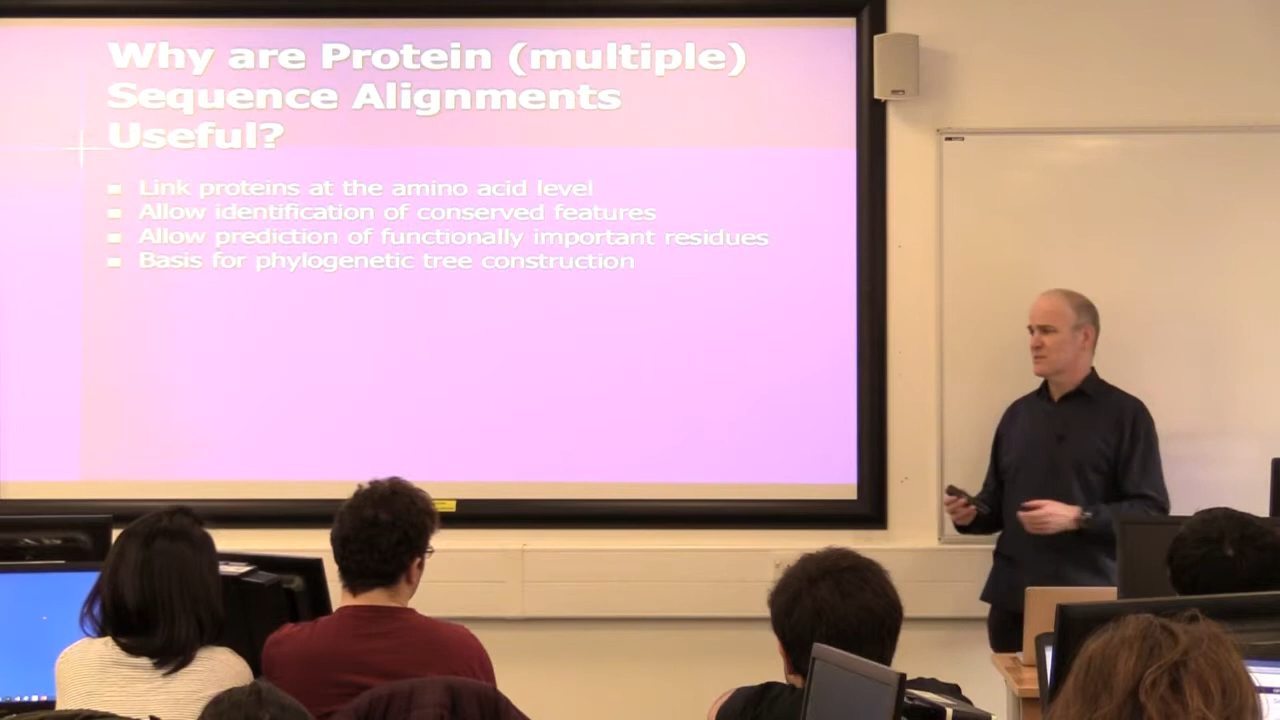 Why are Protein (multiple)
Sequence Alignments
Useful?
Link proteins at the amino acid level
Allow identification of conserved features
Allow prediction of functionally important residues
Basis for phylogenetic tree construction